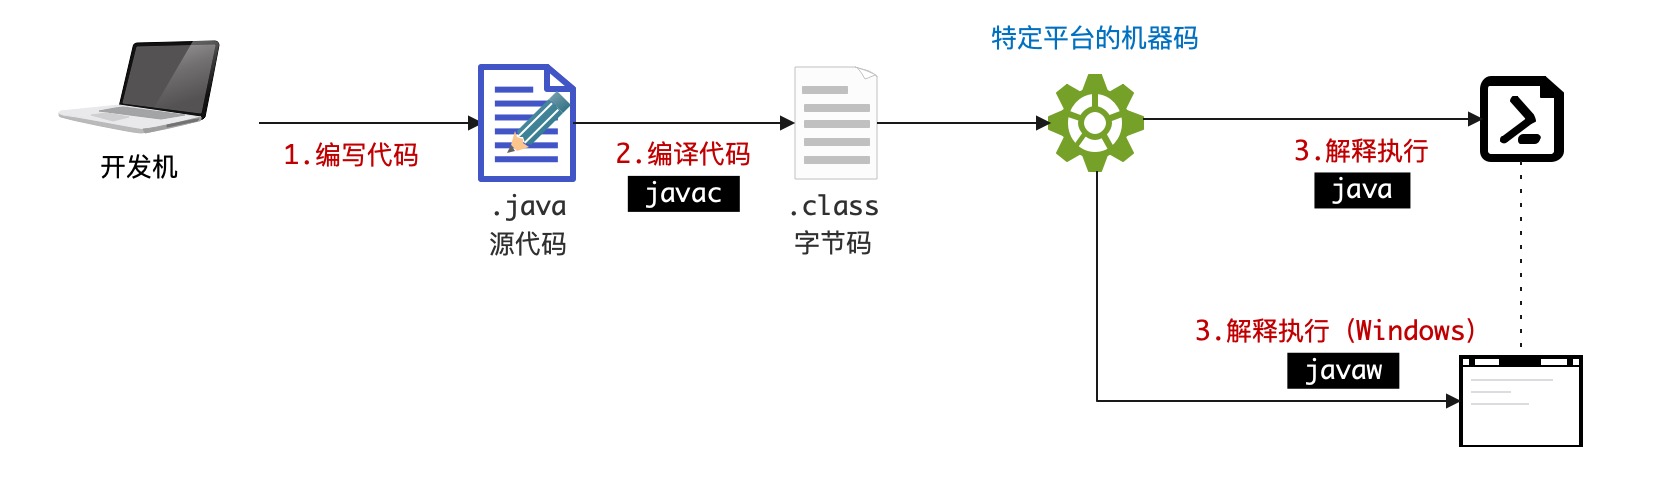 特定平台的机器码
开发机
1.编写代码
.java
源代码
2.编译代码
javac
.class
字节码
3.解释执行
java
3.解释执行（Windows）
javaw